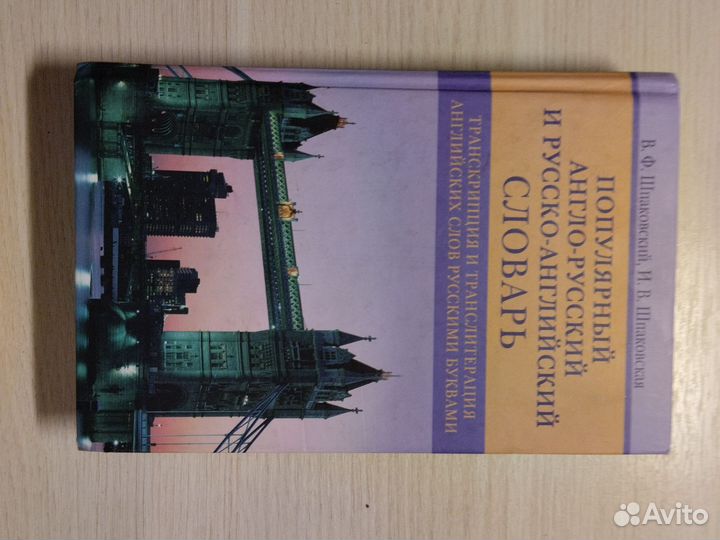 В. Ф. Шпаковский, И. В. Шпаковская
ПОПУЛЯРНЫЙ
АНГЛО-РУССКИЙ
И РУССКО-АНГЛИЙСКИЙ
СЛОВАРЬ
ТРАНСКРИПЦИЯ И ТРАНСЛИТЕРАЦИЯ
АНГЛИЙСКИХ СЛОВ РУССКИМИ БУКВАМИ
Avito